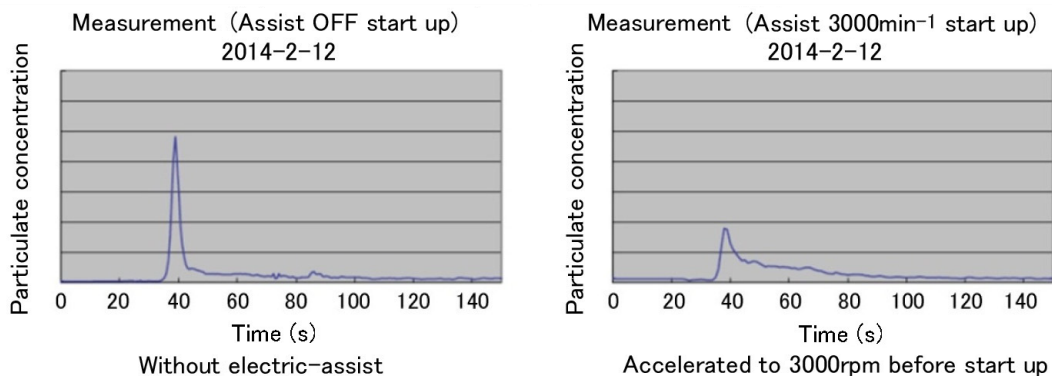 Measurement (Assist OFF start up)
2014-2-12
Particulate concentration
0 20 40 60 80 100 120 140
Time (s)
Without electric-assist
Measurement (Assist 3000min-1 start up)
2014-2-12
Particulate concentration
0 20 40 60 80 100 120 140
Time (s)
Accelerated to 3000rpm before start up